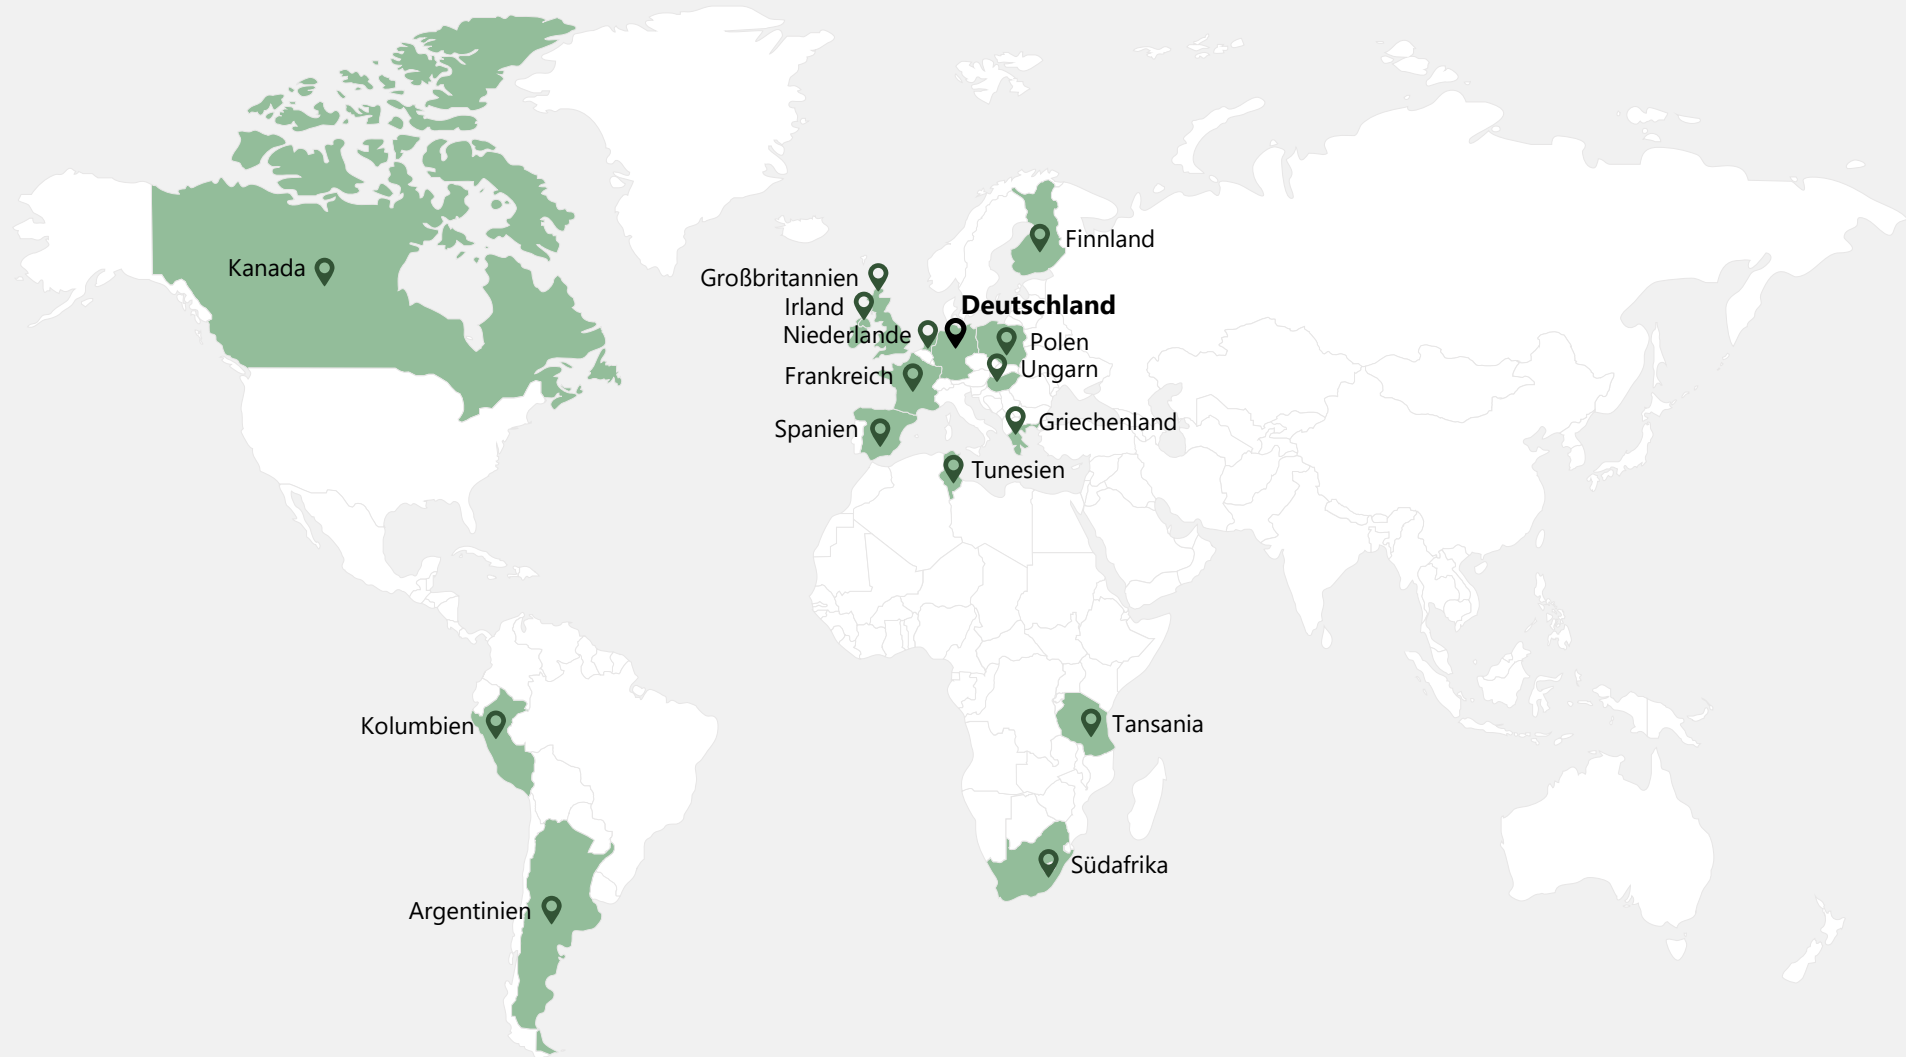 Finnland
Kanada
Großbritannien
Irland
Deutschland
Niederlande
Polen
Ungarn
Frankreich
Griechenland
Spanien
Tunesien
Kolumbien
Tansania
Südafrika
Argentinien